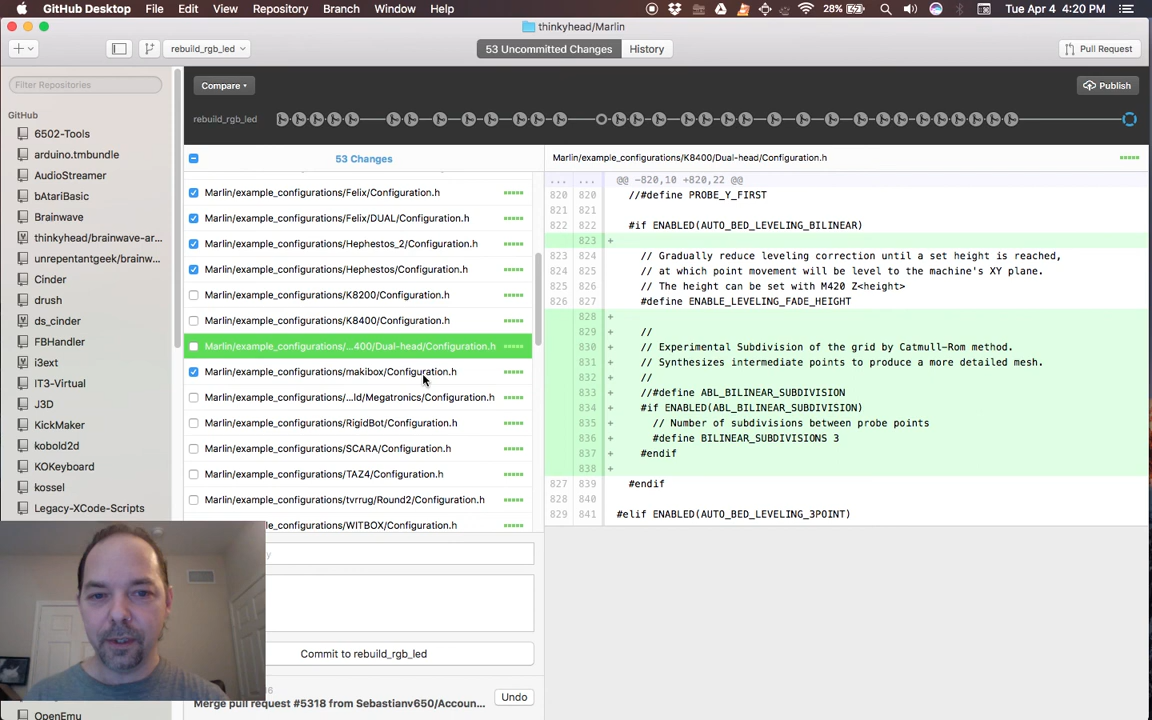 GitHub Desktop File Edit View Repository Branch Window Help 28% Tue Apr 4 4:20 PM
thinkyhead/Marlin
rebuild_rgb_led 53 Uncommitted Changes History Pull Request
Filter Repositories
GitHub
6502-Tools
arduino.tmbundle
AudioStreamer
bAtariBasic
Brainwave
thinkyhead/brainwave-ar...
unrepentantgeek/brainw...
Cinder
drush
ds_cinder
FBHandler
i3ext
IT3-Virtual
J3D
KickMaker
kobold2d
KOKeyboard
kossel
Legacy-XCode-Scripts
OpenEmu
Compare
Publish
rebuild_rgb_led
53 Changes
Marlin/example_configurations/Felix/Configuration.h
Marlin/example_configurations/Felix/DUAL/Configuration.h
Marlin/example_configurations/Hephestos_2/Configuration.h
Marlin/example_configurations/Hephestos/Configuration.h
Marlin/example_configurations/K8200/Configuration.h
Marlin/example_configurations/K8400/Configuration.h
Marlin/example_configurations/...400/Dual-head/Configuration.h
Marlin/example_configurations/makibox/Configuration.h
Marlin/example_configurations/...ld/Megatronics/Configuration.h
Marlin/example_configurations/RigidBot/Configuration.h
Marlin/example_configurations/SCARA/Configuration.h
Marlin/example_configurations/TAZ4/Configuration.h
Marlin/example_configurations/tvrrug/Round2/Configuration.h
example_configurations/WITBOX/Configuration.h
Commit to rebuild_rgb_led
Merge pull request #5318 from Sebastianv650/Accoun...
Undo
Marlin/example_configurations/K8400/Dual-head/Configuration.h
... ... @@ -820,10 +820,22 @@
820 820 //#define PROBE_Y_FIRST
821 821
822 822 #if ENABLED(AUTO_BED_LEVELING_BILINEAR)
823 +
823 824 // Gradually reduce leveling correction until a set height is reached,
824 825 // at which point movement will be level to the machine's XY plane.
825 826 // The height can be set with M420 Z<height>
826 827 #define ENABLE_LEVELING_FADE_HEIGHT
828 +
829 + //
830 + // Experimental Subdivision of the grid by Catmull-Rom method.
831 + // Synthesizes intermediate points to produce a more detailed mesh.
832 + //
833 + //#define ABL_BILINEAR_SUBDIVISION
834 + #if ENABLED(ABL_BILINEAR_SUBDIVISION)
835 + // Number of subdivisions between probe points
836 + #define BILINEAR_SUBDIVISIONS 3
837 + #endif
838 +
827 839 #endif
828 840
829 841 #elif ENABLED(AUTO_BED_LEVELING_3POINT)